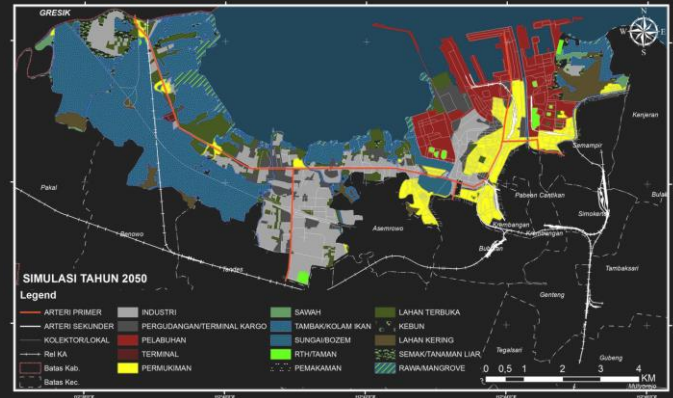 GRESIK
N
W E
S
Kenjeran
Semampir
Pakal
Pabean Cantikan
Bulak
Simokerto
Benowo
Asemrowo
Krembangan
Tandes
Tambaksari
SIMULASI TAHUN 2050
Genteng
Legend
ARTERI PRIMER
ARTERI SEKUNDER
KOLEKTOR/LOKAL
Rel KA
Batas Kab.
Batas Kec.
INDUSTRI
PERGUDANGAN/TERMINAL KARGO
PELABUHAN
TERMINAL
PERMUKIMAN
SAWAH
TAMBAK/KOLAM IKAN
SUNGAI/BOZEM
RTH/TAMAN
PEMAKAMAN
LAHAN TERBUKA
KEBUN
LAHAN KERING
SEMAK/TANAMAN LIAR
RAWA/MANGROVE
Tegalsari
Gubeng
0 0,5 1 2 3 4
KM